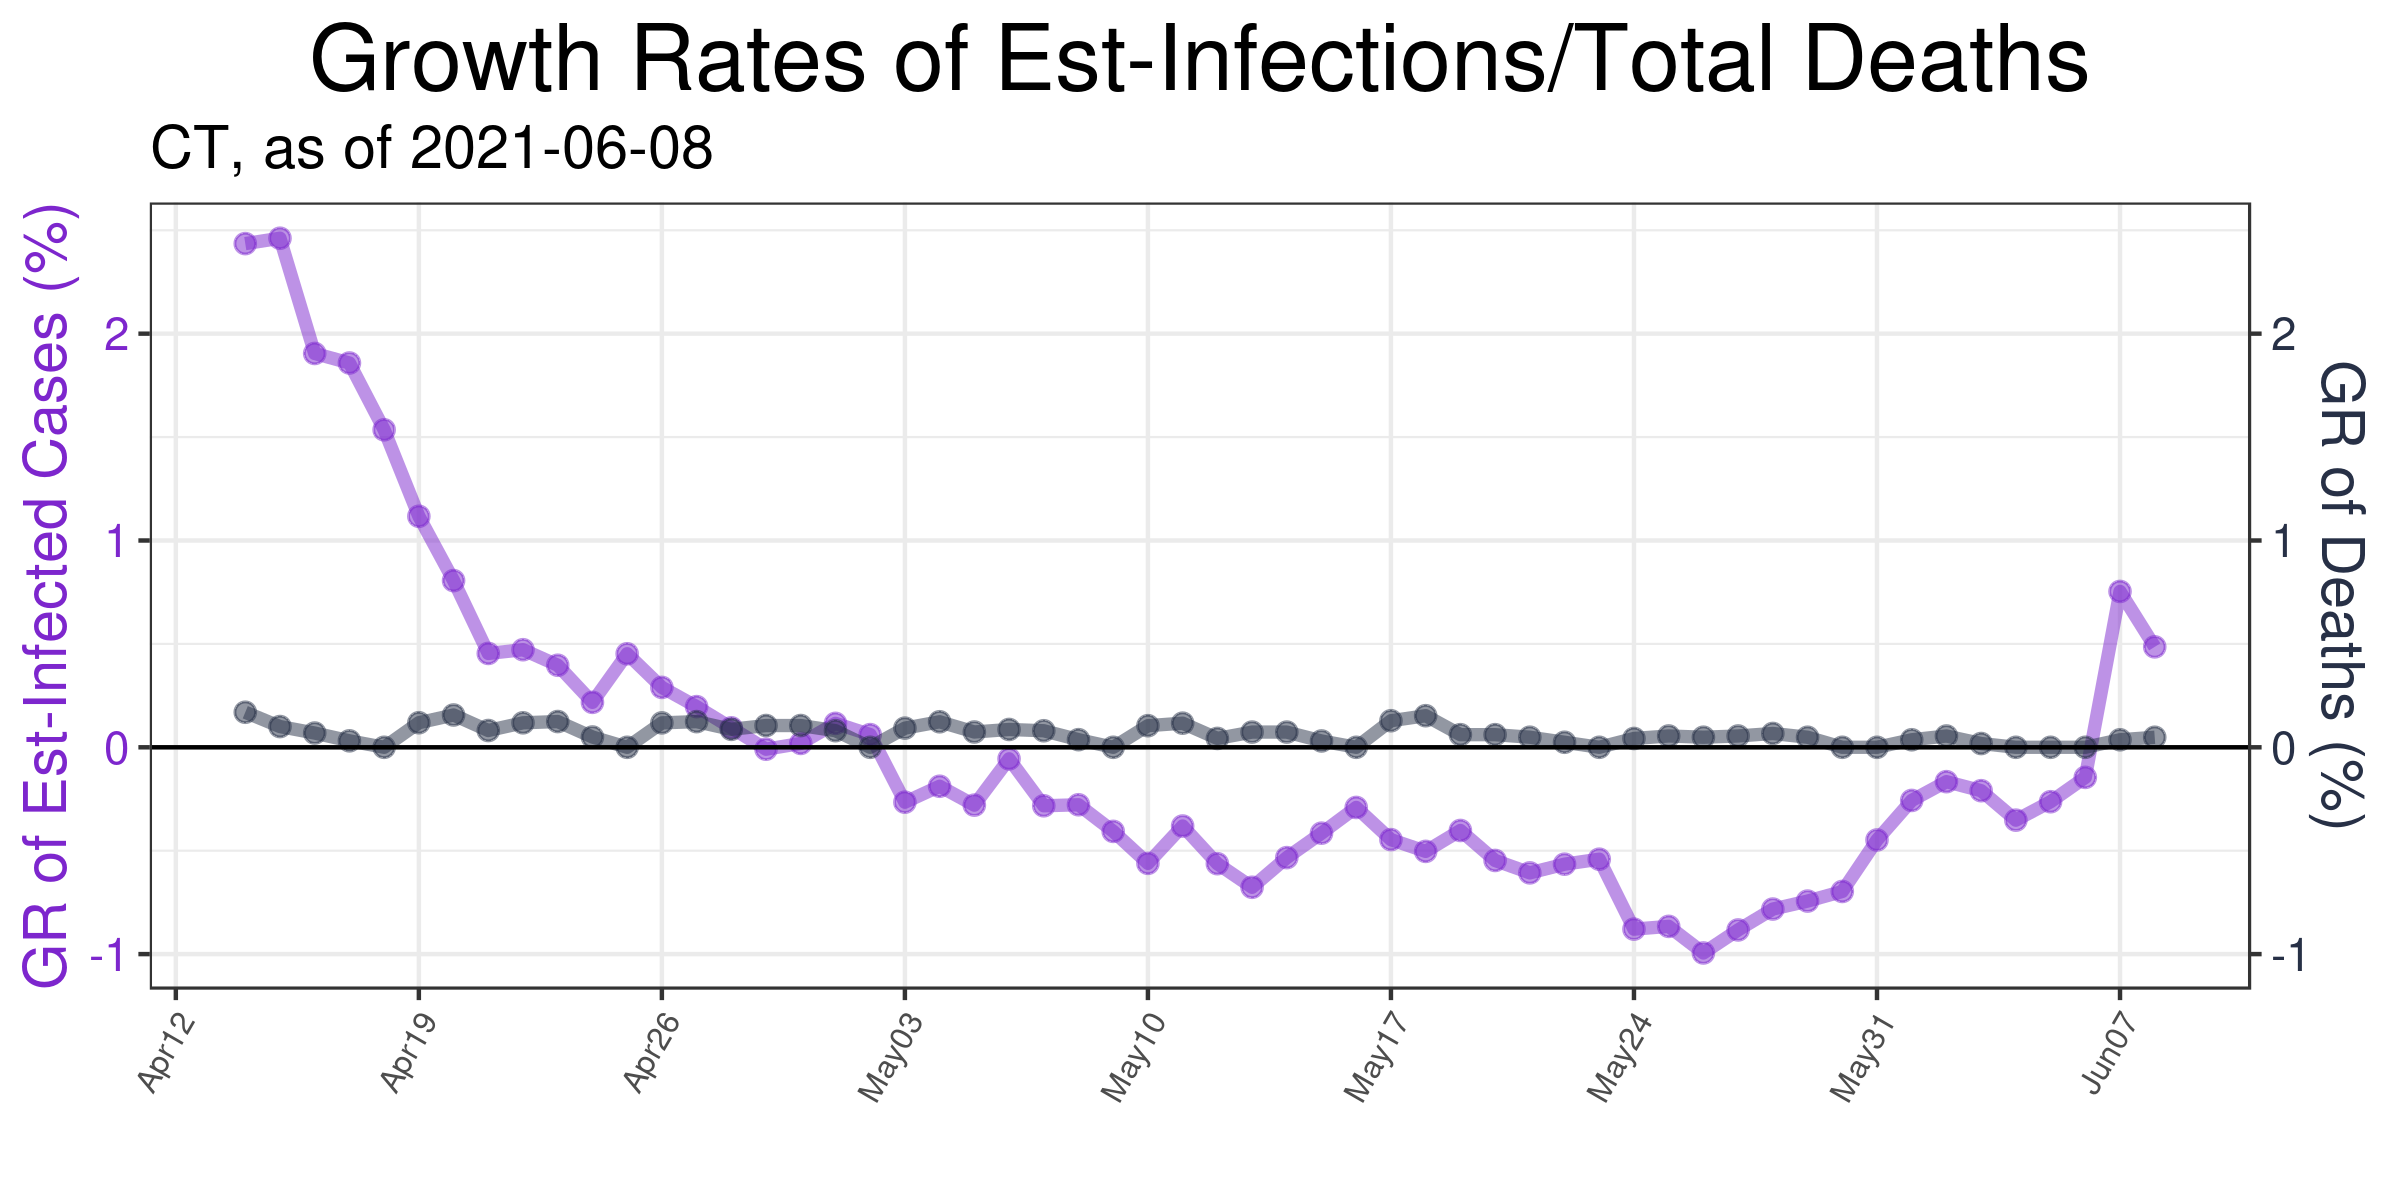 Growth Rates of Est-Infections/Total Deaths
CT, as of 2021-06-08
GR of Est-Infected Cases (%)
2
1
0
-1
2
1
0
-1
GR of Deaths (%)
Apr12
Apr19
Apr26
May03
May10
May17
May24
May31
Jun07